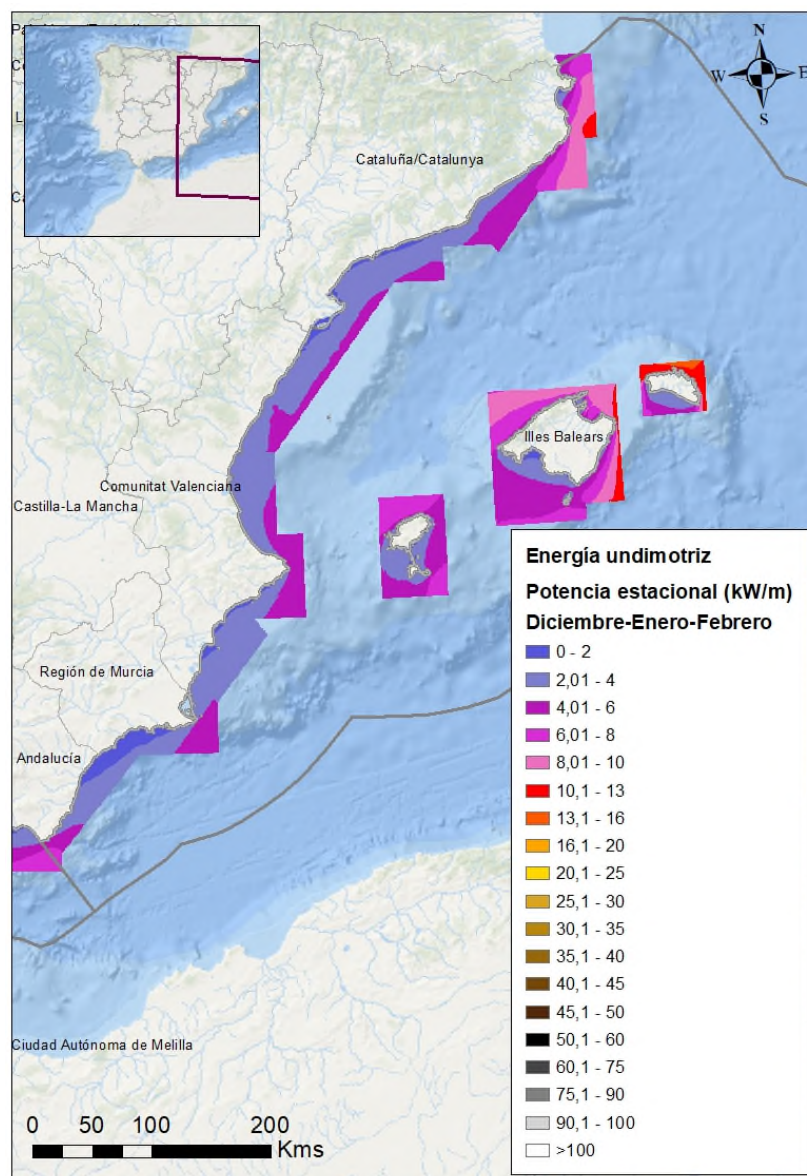 N
W
E
S
Cataluña/Catalunya
Illes Balears
Comunitat Valenciana
Castilla-La Mancha
Región de Murcia
Andalucía
Ciudad Autónoma de Melilla
Energía undimotriz
Potencia estacional (kW/m)
Diciembre-Enero-Febrero
0 - 2
2,01 - 4
4,01 - 6
6,01 - 8
8,01 - 10
10,1 - 13
13,1 - 16
16,1 - 20
20,1 - 25
25,1 - 30
30,1 - 35
35,1 - 40
40,1 - 45
45,1 - 50
50,1 - 60
60,1 - 75
75,1 - 90
90,1 - 100
>100
0 50 100 200
Kms